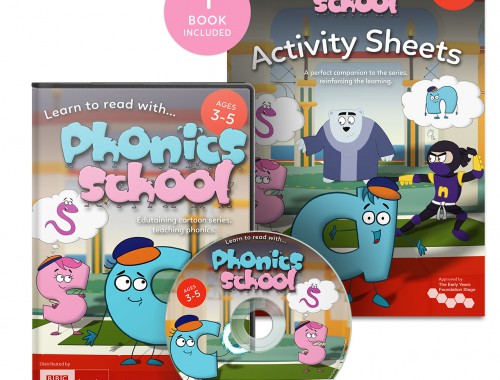 1
BOOK
INCLUDED
SCHOOL
Activity Sheets
A perfect companion to the series,
reinforcing the learning.
Approved by
The Early Years
Foundation Stage
Learn to read with...
AGES
3-5
Phonics
School
Edutaining cartoon series,
teaching phonics.
Distributed by
BBC
Learn to read with...
Phonics
School
AGES
3-5